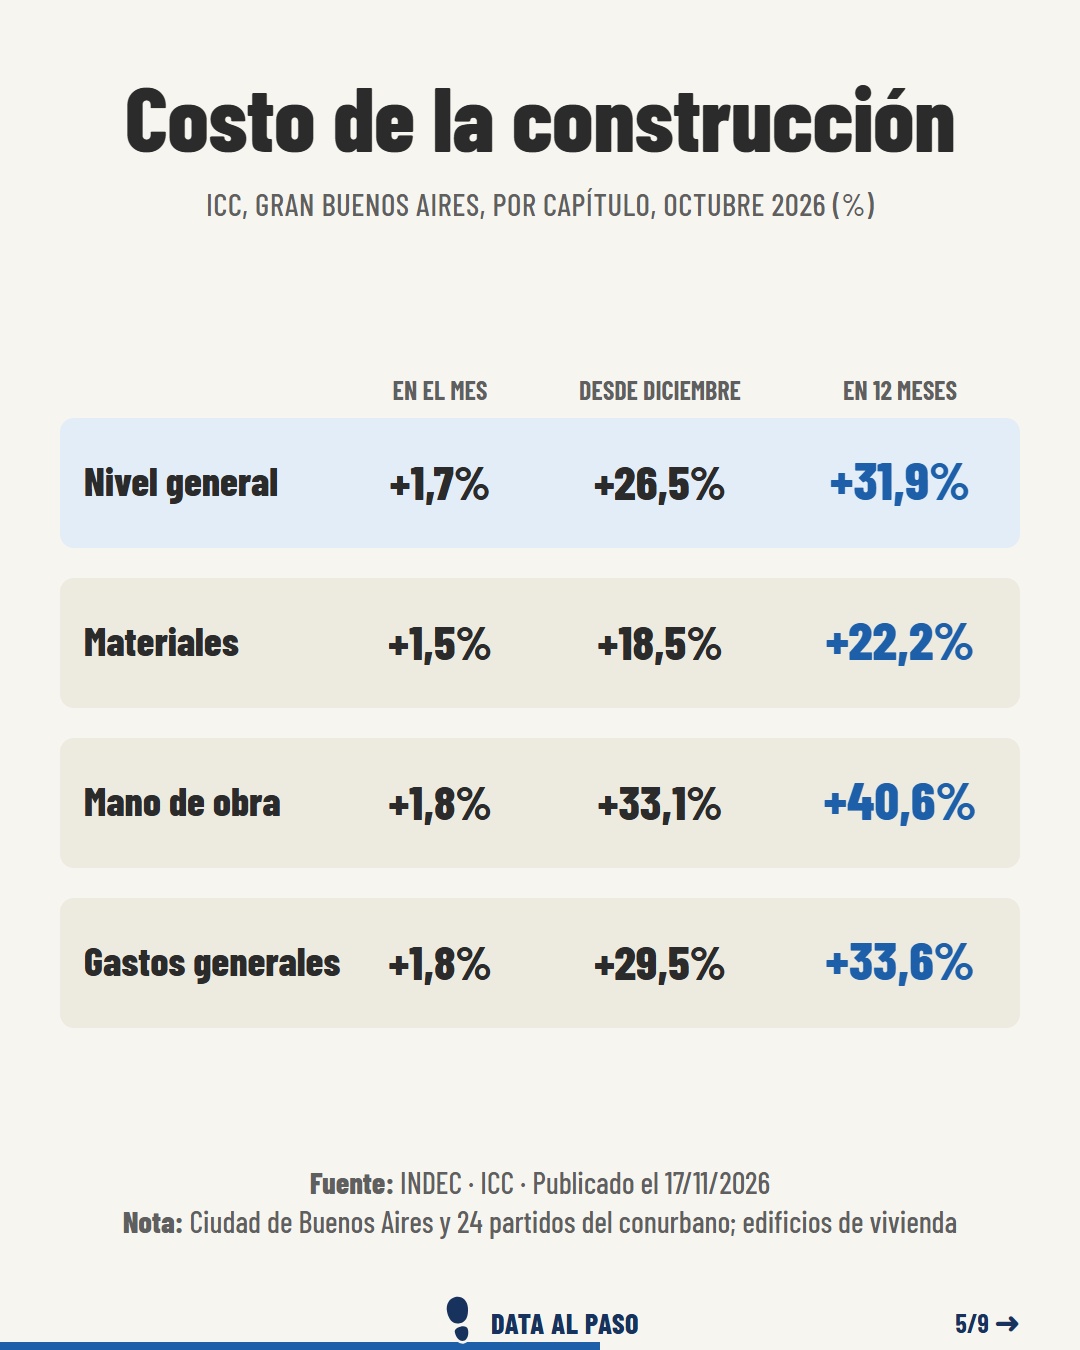 Costo de la construcción
ICC, GRAN BUENOS AIRES, POR CAPÍTULO, OCTUBRE 2026 (%)
EN EL MES DESDE DICIEMBRE EN 12 MESES
Nivel general +1,7% +26,5% +31,9%
Materiales +1,5% +18,5% +22,2%
Mano de obra +1,8% +33,1% +40,6%
Gastos generales +1,8% +29,5% +33,6%
Fuente: INDEC · ICC · Publicado el 17/11/2026
Nota: Ciudad de Buenos Aires y 24 partidos del conurbano; edificios de vivienda
DATA AL PASO 5/9 →